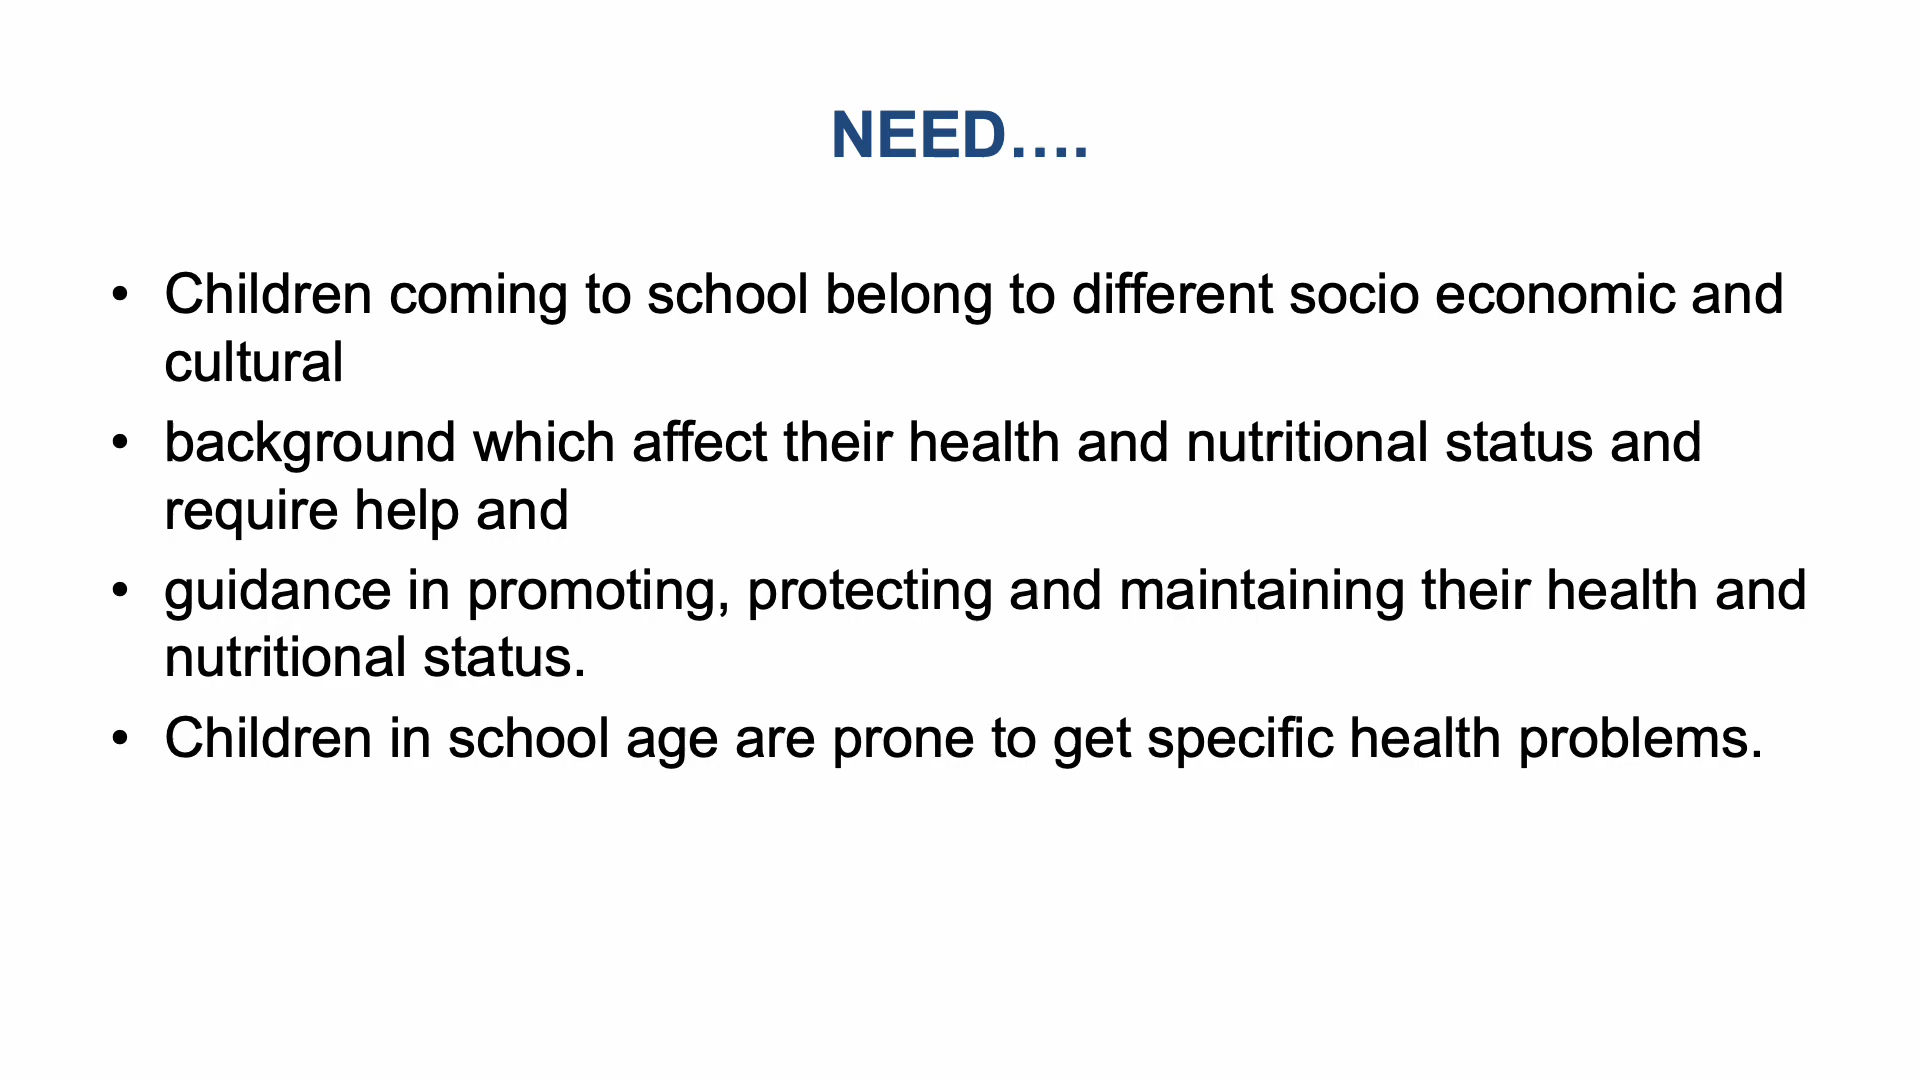 NEED….
• Children coming to school belong to different socio economic and
cultural
• background which affect their health and nutritional status and
require help and
• guidance in promoting, protecting and maintaining their health and
nutritional status.
• Children in school age are prone to get specific health problems.